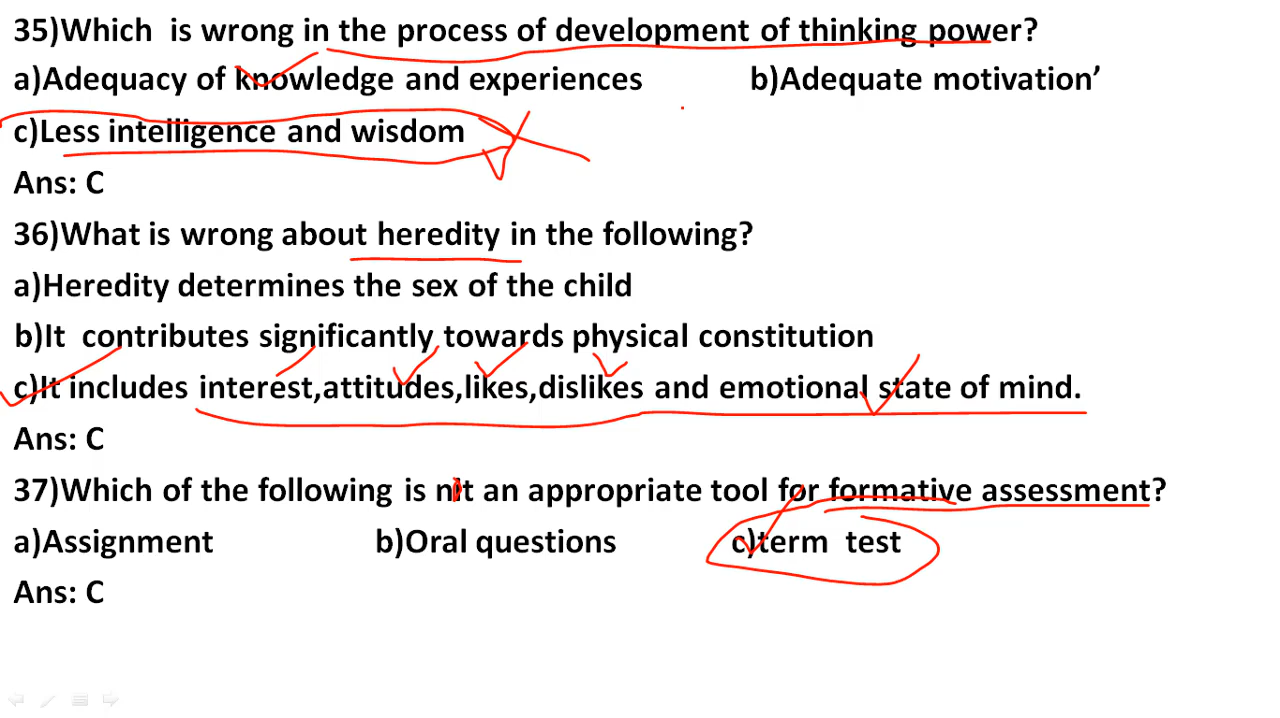 35)Which is wrong in the process of development of thinking power?
a)Adequacy of knowledge and experiences b)Adequate motivation’
c)Less intelligence and wisdom
Ans: C
36)What is wrong about heredity in the following?
a)Heredity determines the sex of the child
b)It contributes significantly towards physical constitution
c)It includes interest,attitudes,likes,dislikes and emotional state of mind.
Ans: C
37)Which of the following is nit an appropriate tool for formative assessment?
a)Assignment b)Oral questions c)term test
Ans: C